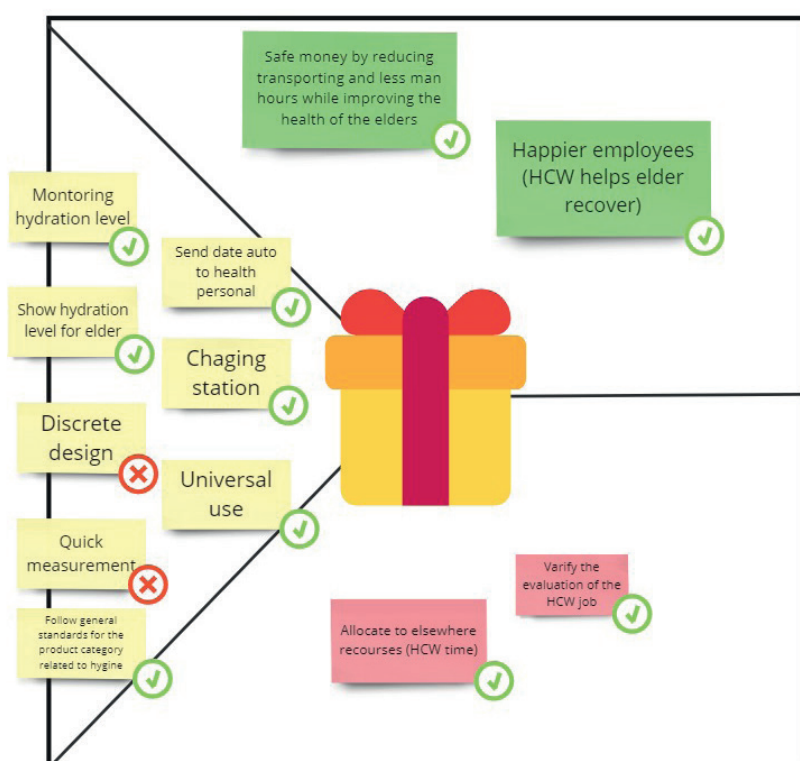 Safe money by reducing
transporting and less man
hours while improving the
health of the elders
Happier employees
(HCW helps elder
recover)
Montoring
hydration level
Send date auto
to health
personal
Show hydration
level for elder
Chaging
station
Discrete
design
Universal
use
Quick
measurement
Follow general
standards for the
product category
related to hygine
Varify the
evaluation of the
HCW job
Allocate to elsewhere
recourses (HCW time)